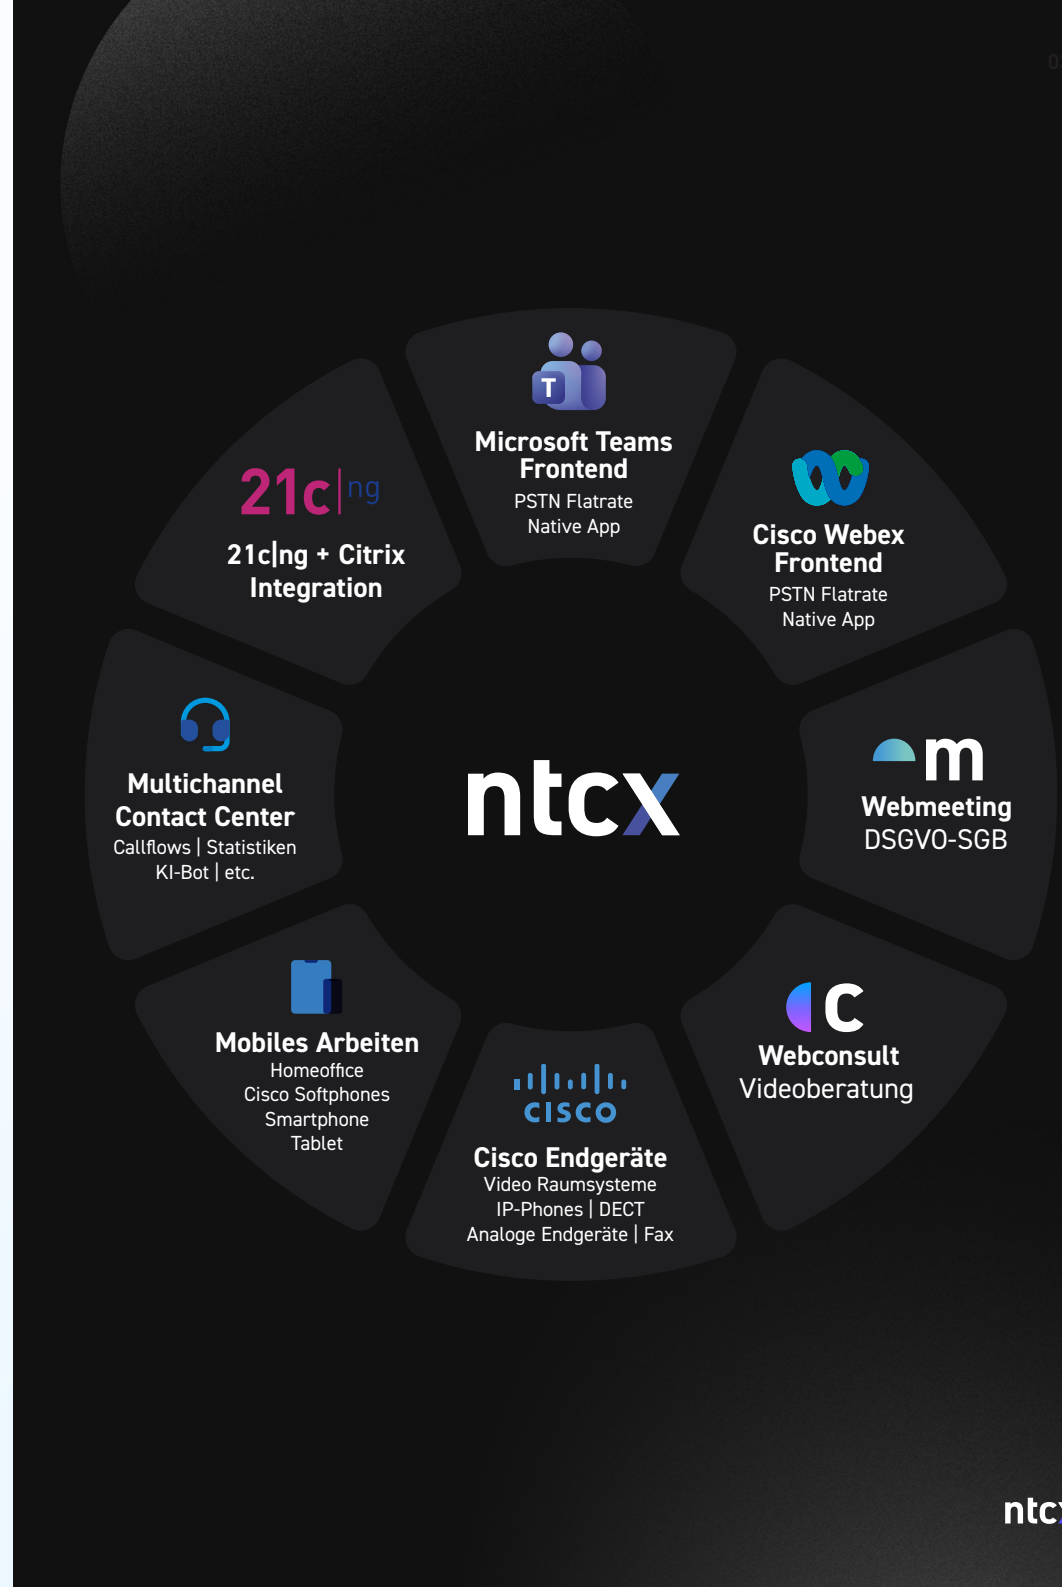 T
Microsoft Teams
Frontend
PSTN Flatrate
Native App
Cisco Webex
Frontend
PSTN Flatrate
Native App
m
Webmeeting
DSGVO-SGB
c
Webconsult
Videoberatung
CISCO
Cisco Endgeräte
Video Raumsysteme
IP-Phones | DECT
Analoge Endgeräte | Fax
Mobiles Arbeiten
Homeoffice
Cisco Softphones
Smartphone
Tablet
Multichannel
Contact Center
Callflows | Statistiken
KI-Bot | etc.
21c|ng
21c|ng + Citrix
Integration
ntcx
ntcx